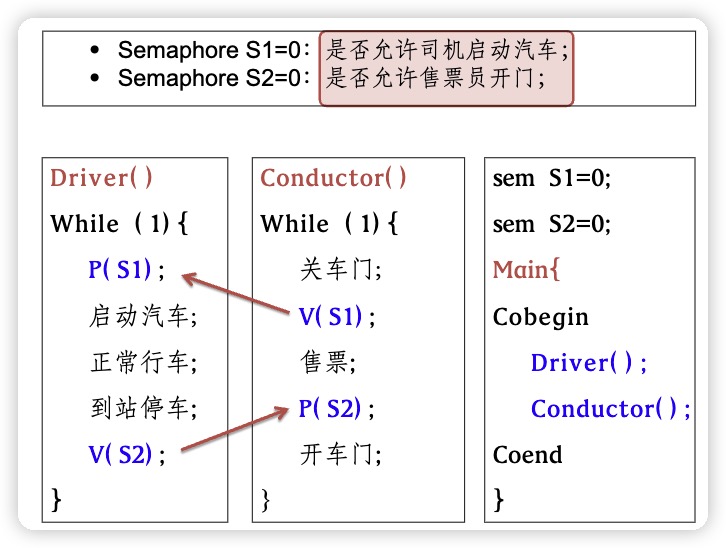 • Semaphore S1=0：是否允许司机启动汽车;
• Semaphore S2=0：是否允许售票员开门;
Driver()
While (1){
P(S1);
启动汽车;
正常行车;
到站停车;
V(S2);
}
Conductor()
While (1){
关车门;
V(S1);
售票;
P(S2);
开车门;
}
sem S1=0;
sem S2=0;
Main{
Cobegin
Driver();
Conductor();
Coend
}